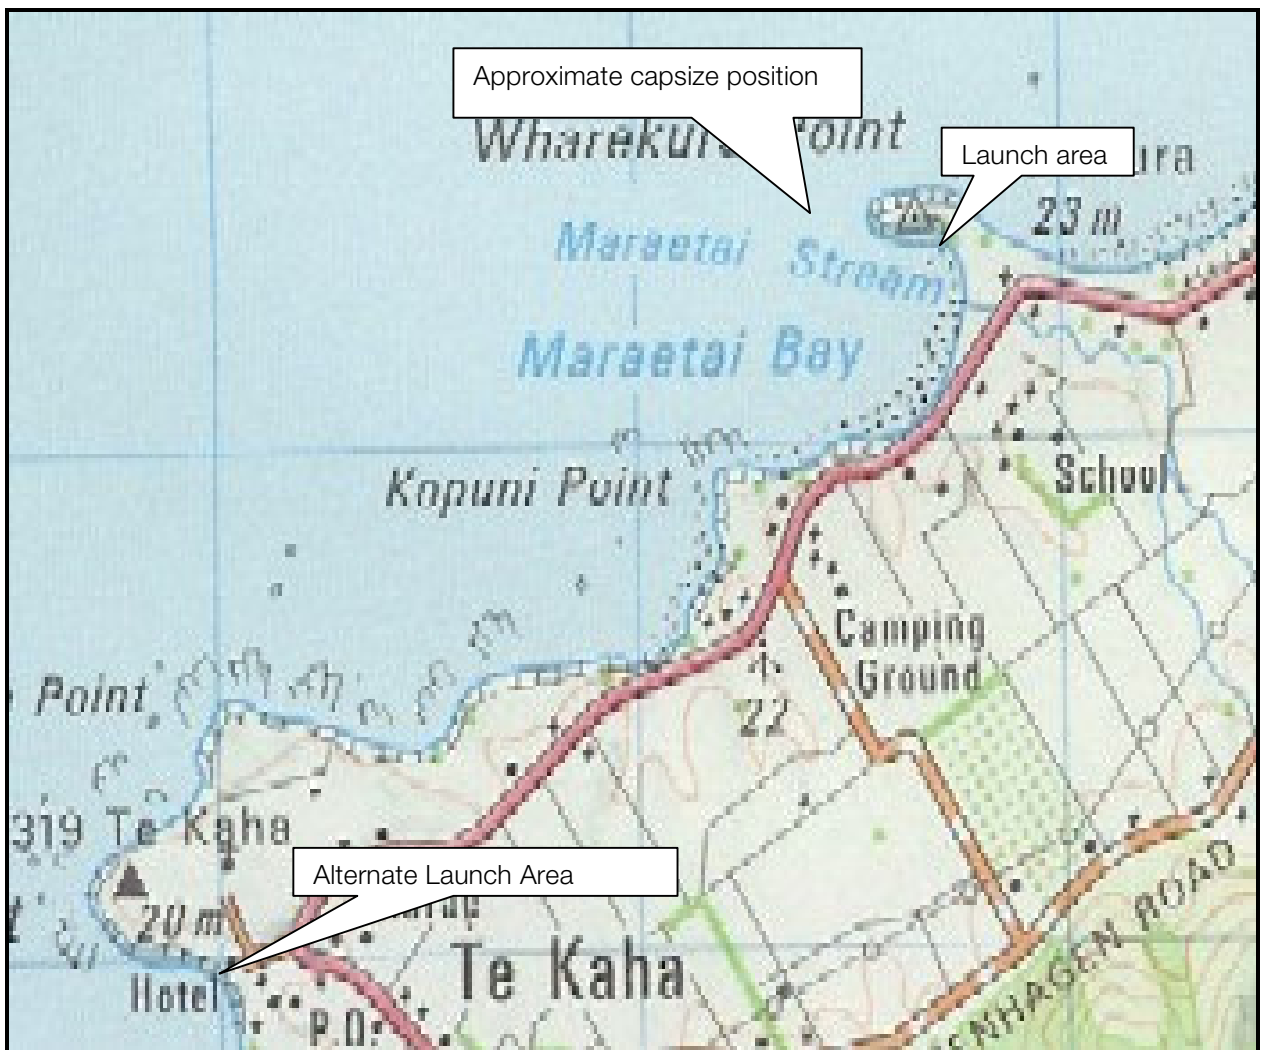 Approximate capsize position
Wharekura Point
Launch area
23 m
Maraetai Stream
Maraetai Bay
Kopuni Point
School
Camping
Ground
Point
22
319 Te Kaha
Alternate Launch Area
20 m
Te Kaha
Hotel
P.O.
ROAD